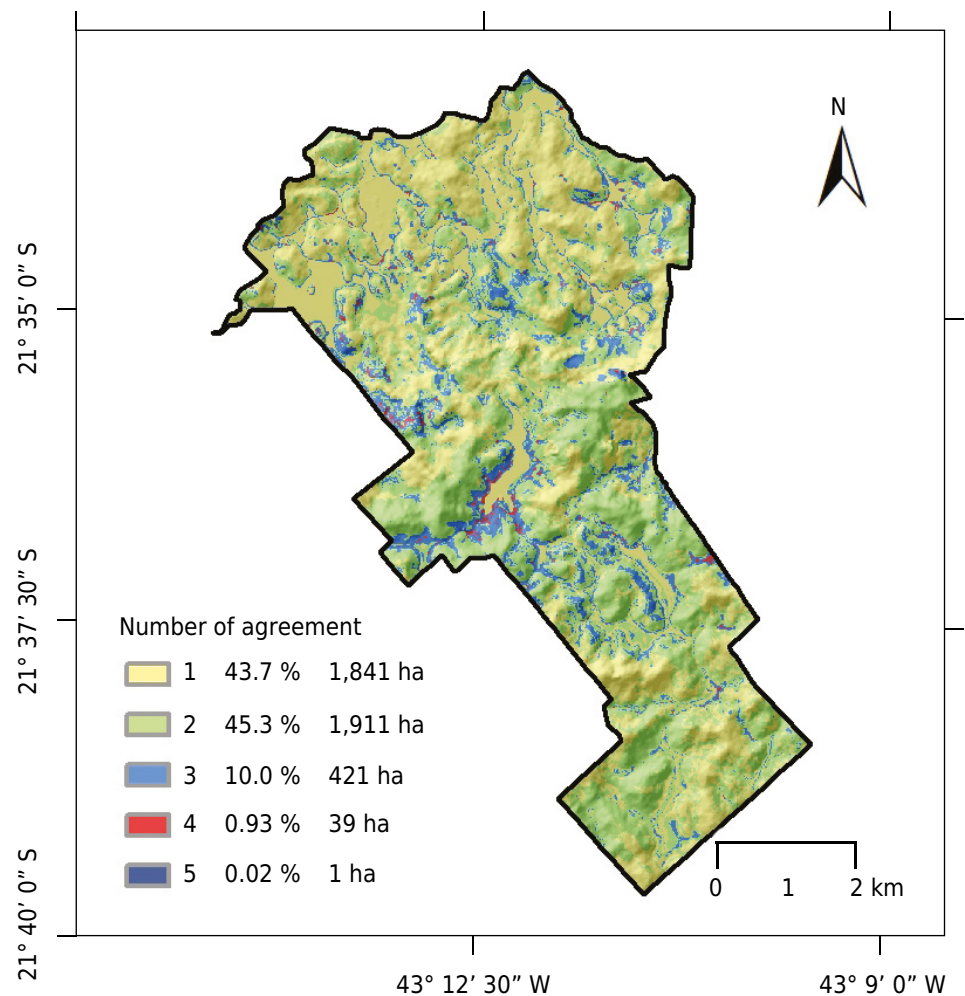 N
21° 35’ 0” S
21° 37’ 30” S
21° 40’ 0” S
Number of agreement
1 43.7 % 1,841 ha
2 45.3 % 1,911 ha
3 10.0 % 421 ha
4 0.93 % 39 ha
5 0.02 % 1 ha
0 1 2 km
43° 12’ 30” W 43° 9’ 0” W